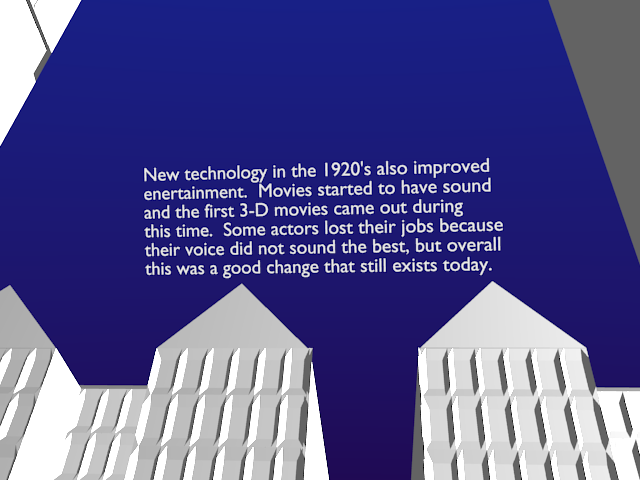 New technology in the 1920's also improved
enertainment.  Movies started to have sound
and the first 3-D movies came out during
this time.  Some actors lost their jobs because
their voice did not sound the best, but overall
this was a good change that still exists today.